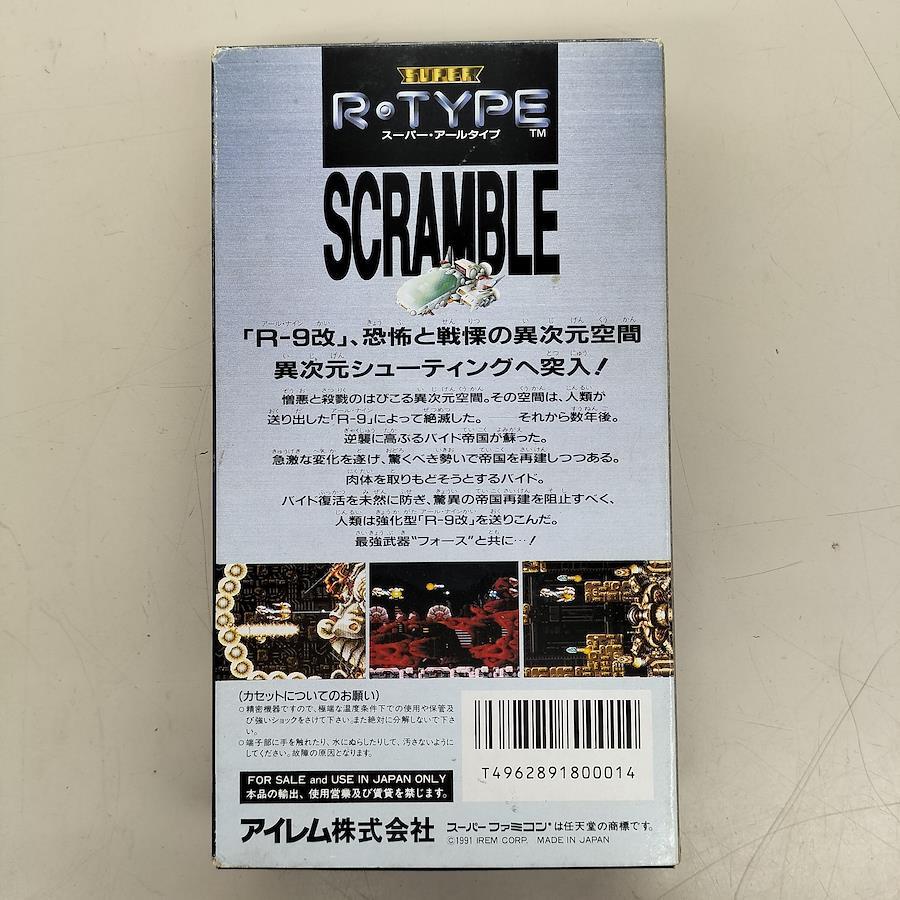 SUPER
R・TYPE
スーパー・アールタイプ TM
SCRAMBLE
「R-9改」、恐怖と戦慄の異次元空間
異次元シューティングへ突入!
憎悪と殺戮のはびこる異次元空間。その空間は、人類が
送り出した「R-9」によって絶滅した。 それから数年後。
逆襲に高ぶるバイド帝国が蘇った。
急激な変化を遂げ、驚くべき勢いで帝国を再建しつつある。
肉体を取りもどそうとするバイド。
バイド復活を未然に防ぎ、驚異の帝国再建を阻止すべく、
人類は強化型「R-9改」を送りこんだ。
最強武器“フォース”と共に…!
(カセットについてのお願い)
○精密機器ですので、極端な温度条件下での使用や保管及
び強いショックをさけて下さい。また絶対に分解しないで下さ
い。
○端子部に手を触れたり、水にぬらしたりして、汚さないように
してください。故障の原因となります。
T4962891800014
FOR SALE and USE IN JAPAN ONLY
本品の輸出、使用営業及び賃貸を禁じます。
アイレム株式会社
スーパーファミコン®は任天堂の商標です。
©1991 IREM CORP. MADE IN JAPAN